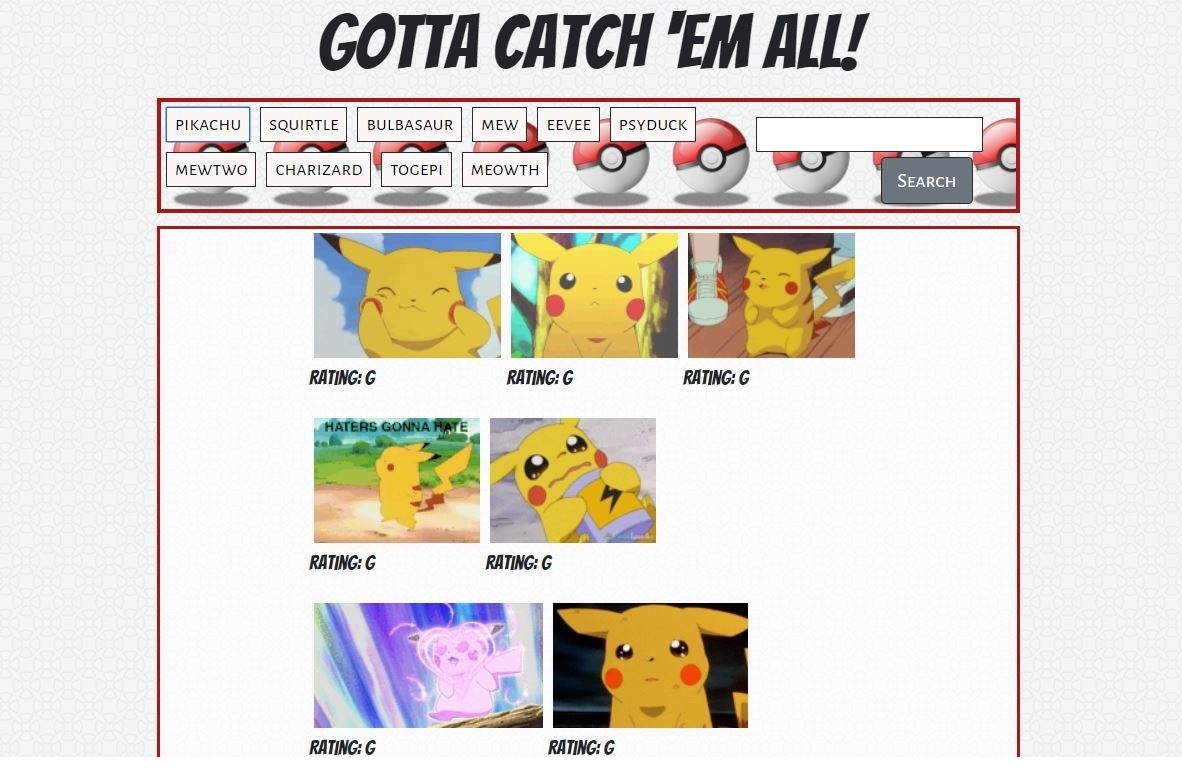 GOTTA CATCH 'EM ALL!
PIKACHU SQUIRTLE BULBASAUR MEW EEVEE PSYDUCK
MEWTWO CHARIZARD TOGEPI MEOWTH
SEARCH
RATING: G RATING: G RATING: G
HATERS GONNA HATE
RATING: G RATING: G
RATING: G RATING: G